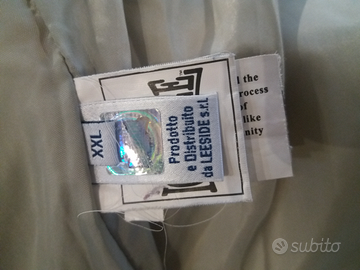 XXL
Prodotto
e Distribuito
da LEESIDE s.r.l.
l the
rocess
of
like
nity
subito